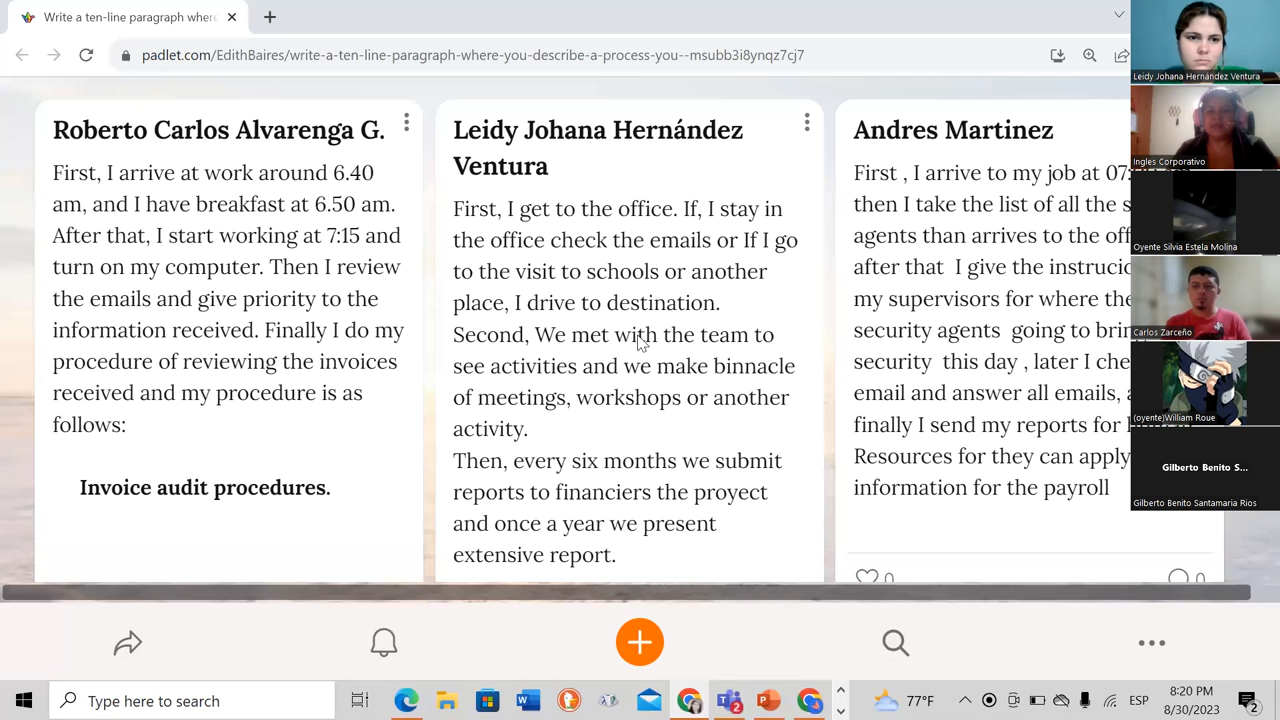 Write a ten-line paragraph where
padlet.com/EdithBaires/write-a-ten-line-paragraph-where-you-describe-a-process-you--msubb3i8ynqz7cj7
Roberto Carlos Alvarenga G.
First, I arrive at work around 6.40
am, and I have breakfast at 6.50 am.
After that, I start working at 7:15 and
turn on my computer. Then I review
the emails and give priority to the
information received. Finally I do my
procedure of reviewing the invoices
received and my procedure is as
follows:
Invoice audit procedures.
Leidy Johana Hernández
Ventura
First, I get to the office. If, I stay in
the office check the emails or If I go
to the visit to schools or another
place, I drive to destination.
Second, We met with the team to
see activities and we make binnacle
of meetings, workshops or another
activity.
Then, every six months we submit
reports to financiers the proyect
and once a year we present
extensive report.
Andres Martinez
First , I arrive to my job at 07:
then I take the list of all the s
agents than arrives to the off
after that I give the instrucio
my supervisors for where the
security agents going to brin
security this day , later I che
email and answer all emails, a
finally I send my reports for
Resources for they can apply
information for the payroll
0
0
Leidy Johana Hernández Ventura
Ingles Corporativo
Oyente Silvia Estela Molina
Carlos Zarceño
(oyente)William Roue
Gilberto Benito S...
Gilberto Benito Santamaria Rios
Type here to search
2
77°F
ESP
8:20 PM
8/30/2023
2